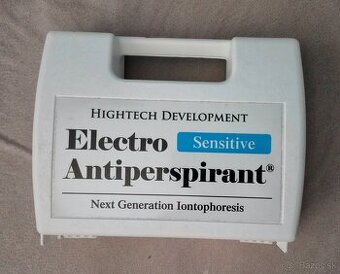 HIGHTECH DEVELOPMENT
Electro Sensitive
Antiperspirant®
Next Generation Iontophoresis